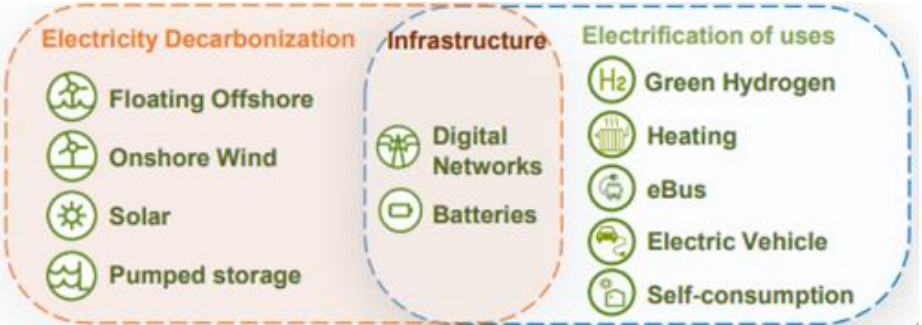 Electricity Decarbonization
Floating Offshore
Onshore Wind
Solar
Pumped storage
Infrastructure
Digital
Networks
Batteries
Electrification of uses
H2
Green Hydrogen
Heating
eBus
Electric Vehicle
Self-consumption